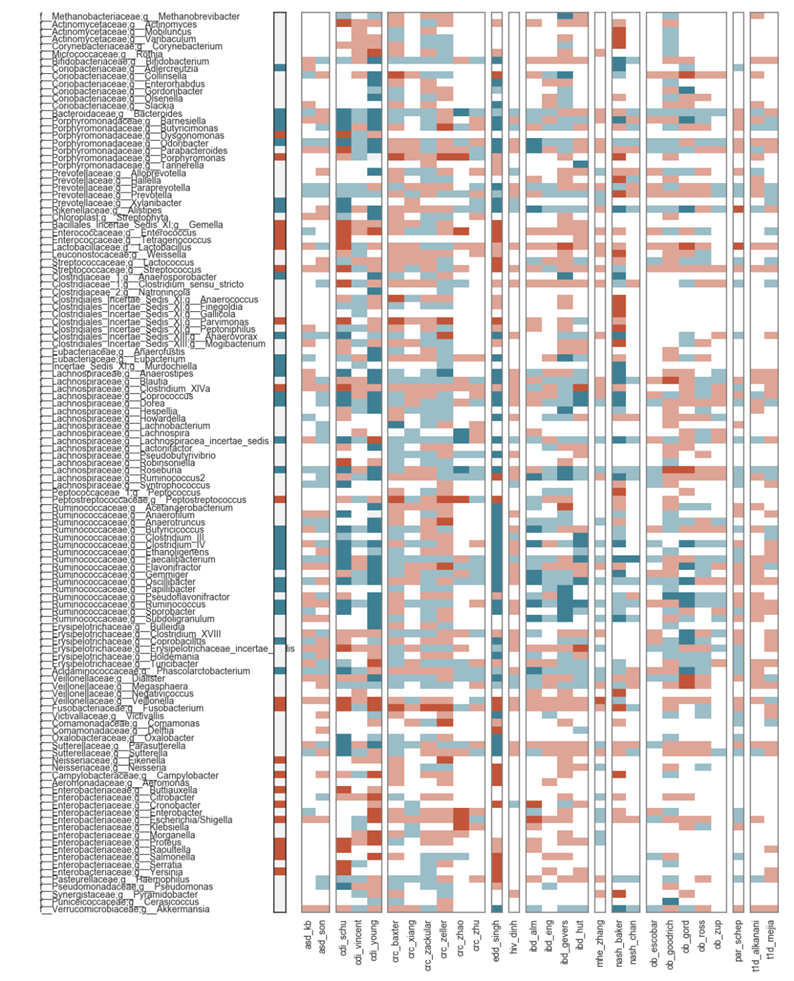 f__Methanobacteriaceae;g__Methanobrevibacter
f__Actinomycetaceae;g__Actinomyces
f__Actinomycetaceae;g__Mobiluncus
f__Actinomycetaceae;g__Varibaculum
f__Corynebacteriaceae;g__Corynebacterium
f__Micrococcaceae;g__Rothia
f__Bifidobacteriaceae;g__Bifidobacterium
f__Coriobacteriaceae;g__Adlercreutzia
f__Coriobacteriaceae;g__Collinsella
f__Coriobacteriaceae;g__Enterorhabdus
f__Coriobacteriaceae;g__Gordonibacter
f__Coriobacteriaceae;g__Olsenella
f__Coriobacteriaceae;g__Slackia
f__Bacteroidaceae;g__Bacteroides
f__Porphyromonadaceae;g__Barnesiella
f__Porphyromonadaceae;g__Butyricimonas
f__Porphyromonadaceae;g__Dysgonomonas
f__Porphyromonadaceae;g__Odoribacter
f__Porphyromonadaceae;g__Parabacteroides
f__Porphyromonadaceae;g__Porphyromonas
f__Porphyromonadaceae;g__Tannerella
f__Prevotellaceae;g__Alloprevotella
f__Prevotellaceae;g__Hallella
f__Prevotellaceae;g__Paraprevotella
f__Prevotellaceae;g__Prevotella
f__Prevotellaceae;g__Xylanibacter
f__Rikenellaceae;g__Alistipes
f__Chloroplast;g__Streptophyta
f__Bacillales_Incertae_Sedis_XI;g__Gemella
f__Enterococcaceae;g__Enterococcus
f__Enterococcaceae;g__Tetragenococcus
f__Lactobacillaceae;g__Lactobacillus
f__Leuconostocaceae;g__Weissella
f__Streptococcaceae;g__Lactococcus
f__Streptococcaceae;g__Streptococcus
f__Clostridiaceae_1;g__Anaerosporobacter
f__Clostridiaceae_1;g__Clostridium_sensu_stricto
f__Clostridiaceae_2;g__Natronincola
f__Clostridiales_Incertae_Sedis_XI;g__Anaerococcus
f__Clostridiales_Incertae_Sedis_XI;g__Finegoldia
f__Clostridiales_Incertae_Sedis_XI;g__Gallicola
f__Clostridiales_Incertae_Sedis_XI;g__Parvimonas
f__Clostridiales_Incertae_Sedis_XI;g__Peptoniphilus
f__Clostridiales_Incertae_Sedis_XIII;g__Anaerovorax
f__Clostridiales_Incertae_Sedis_XIII;g__Mogibacterium
f__Eubacteriaceae;g__Anaerofustis
f__Eubacteriaceae;g__Eubacterium
f__Incertae_Sedis_XI;g__Murdochiella
f__Lachnospiraceae;g__Anaerostipes
f__Lachnospiraceae;g__Blautia
f__Lachnospiraceae;g__Clostridium_XlVa
f__Lachnospiraceae;g__Coprococcus
f__Lachnospiraceae;g__Dorea
f__Lachnospiraceae;g__Hespellia
f__Lachnospiraceae;g__Howardella
f__Lachnospiraceae;g__Lachnobacterium
f__Lachnospiraceae;g__Lachnospira
f__Lachnospiraceae;g__Lachnospiracea_incertae_sedis
f__Lachnospiraceae;g__Lactonifactor
f__Lachnospiraceae;g__Pseudobutyrivibrio
f__Lachnospiraceae;g__Robinsoniella
f__Lachnospiraceae;g__Roseburia
f__Lachnospiraceae;g__Ruminococcus2
f__Lachnospiraceae;g__Syntrophococcus
f__Peptococcaceae_1;g__Peptococcus
f__Peptostreptococcaceae;g__Peptostreptococcus
f__Ruminococcaceae;g__Acetanaerobacterium
f__Ruminococcaceae;g__Anaerofilum
f__Ruminococcaceae;g__Anaerotruncus
f__Ruminococcaceae;g__Butyricicoccus
f__Ruminococcaceae;g__Clostridium_III
f__Ruminococcaceae;g__Clostridium_IV
f__Ruminococcaceae;g__Ethanoligenens
f__Ruminococcaceae;g__Faecalibacterium
f__Ruminococcaceae;g__Flavonifractor
f__Ruminococcaceae;g__Gemmiger
f__Ruminococcaceae;g__Oscillibacter
f__Ruminococcaceae;g__Papillibacter
f__Ruminococcaceae;g__Pseudoflavonifractor
f__Ruminococcaceae;g__Ruminococcus
f__Ruminococcaceae;g__Sporobacter
f__Ruminococcaceae;g__Subdoligranulum
f__Erysipelotrichaceae;g__Bulleidia
f__Erysipelotrichaceae;g__Clostridium_XVIII
f__Erysipelotrichaceae;g__Coprobacillus
f__Erysipelotrichaceae;g__Erysipelotrichaceae_incertae_sedis
f__Erysipelotrichaceae;g__Holdemania
f__Erysipelotrichaceae;g__Turicibacter
f__Acidaminococcaceae;g__Phascolarctobacterium
f__Veillonellaceae;g__Dialister
f__Veillonellaceae;g__Megasphaera
f__Veillonellaceae;g__Negativicoccus
f__Veillonellaceae;g__Veillonella
f__Fusobacteriaceae;g__Fusobacterium
f__Victivallaceae;g__Victivallis
f__Comamonadaceae;g__Comamonas
f__Comamonadaceae;g__Delftia
f__Oxalobacteraceae;g__Oxalobacter
f__Sutterellaceae;g__Parasutterella
f__Sutterellaceae;g__Sutterella
f__Neisseriaceae;g__Eikenella
f__Neisseriaceae;g__Neisseria
f__Campylobacteraceae;g__Campylobacter
f__Aeromonadaceae;g__Aeromonas
f__Enterobacteriaceae;g__Buttiauxella
f__Enterobacteriaceae;g__Citrobacter
f__Enterobacteriaceae;g__Cronobacter
f__Enterobacteriaceae;g__Enterobacter
f__Enterobacteriaceae;g__Escherichia/Shigella
f__Enterobacteriaceae;g__Klebsiella
f__Enterobacteriaceae;g__Morganella
f__Enterobacteriaceae;g__Proteus
f__Enterobacteriaceae;g__Raoultella
f__Enterobacteriaceae;g__Salmonella
f__Enterobacteriaceae;g__Serratia
f__Enterobacteriaceae;g__Yersinia
f__Pasteurellaceae;g__Haemophilus
f__Pseudomonadaceae;g__Pseudomonas
f__Synergistaceae;g__Pyramidobacter
f__Puniceicoccaceae;g__Cerasicoccus
f__Verrucomicrobiaceae;g__Akkermansia
asd_kb
asd_son
cdi_schu
cdi_vincent
cdi_young
crc_baxter
crc_xiang
crc_zackular
crc_zeller
crc_zhao
crc_zhu
edd_singh
hiv_dinh
ibd_alm
ibd_eng
ibd_gevers
ibd_hut
mhe_zhang
nash_baker
nash_chan
ob_escobar
ob_goodrich
ob_gord
ob_ross
ob_zup
par_schep
t1d_alkanani
t1d_mejia